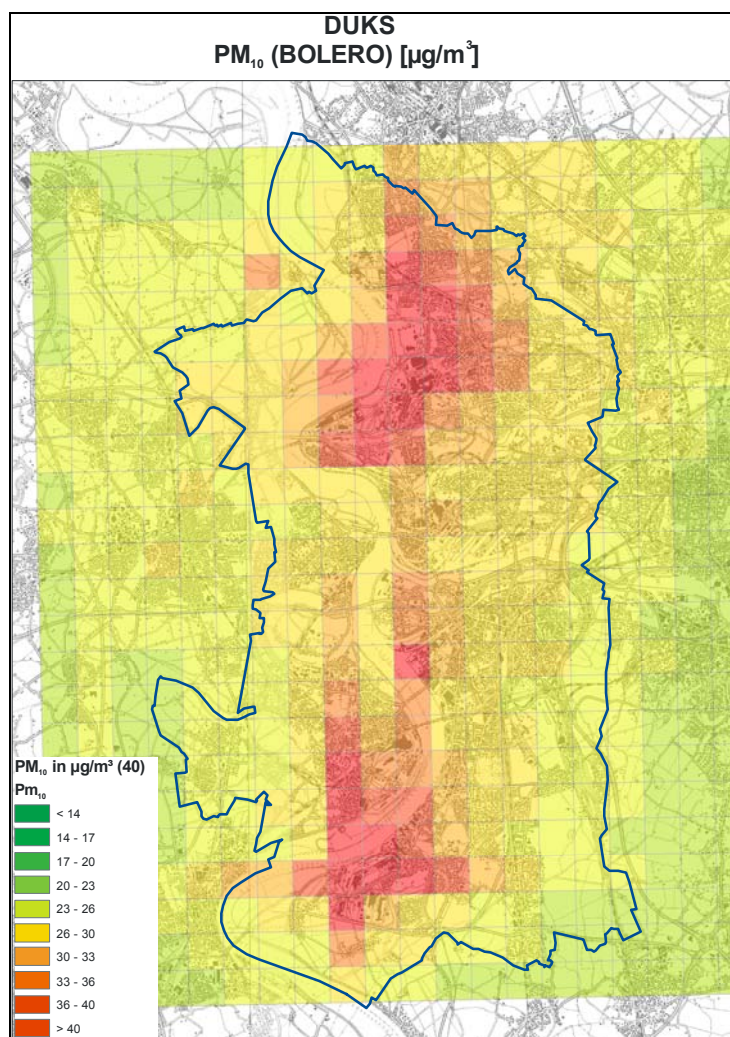 DUKS
PM₁₀ (BOLERO) [µg/m³]
PM₁₀ in µg/m³ (40)
Pm₁₀
< 14
14 - 17
17 - 20
20 - 23
23 - 26
26 - 30
30 - 33
33 - 36
36 - 40
> 40